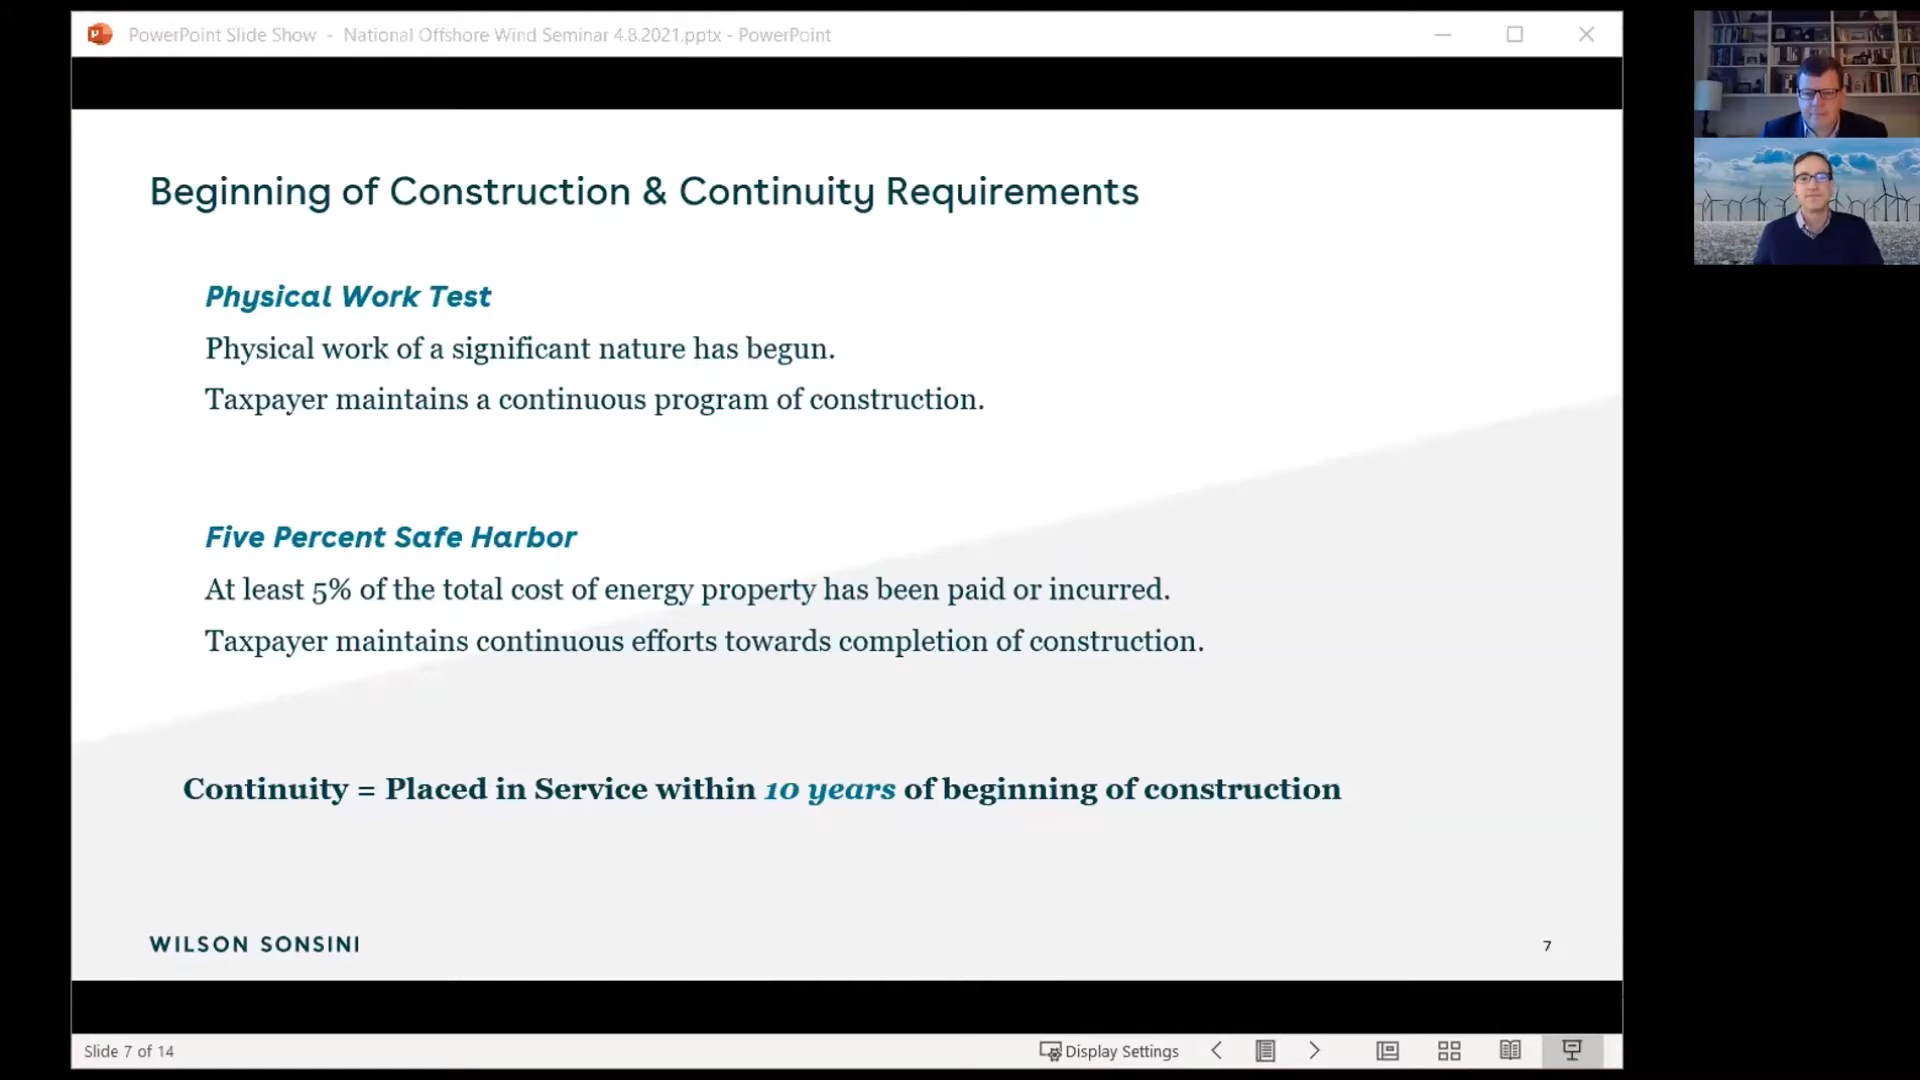 PowerPoint Slide Show - National Offshore Wind Seminar 4.8.2021.pptx - PowerPoint
Beginning of Construction & Continuity Requirements
Physical Work Test
Physical work of a significant nature has begun.
Taxpayer maintains a continuous program of construction.
Five Percent Safe Harbor
At least 5% of the total cost of energy property has been paid or incurred.
Taxpayer maintains continuous efforts towards completion of construction.
Continuity = Placed in Service within 10 years of beginning of construction
WILSON SONSINI
7
Slide 7 of 14
Display Settings